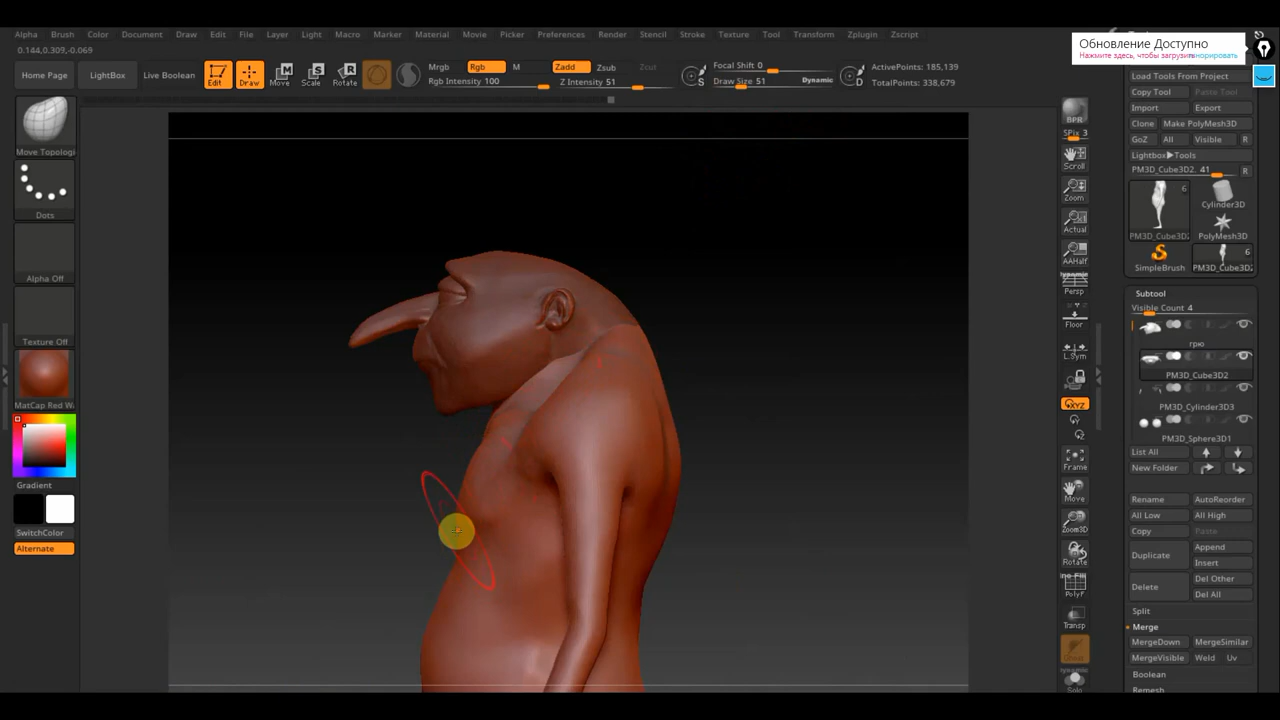 Alpha Brush Color Document Draw Edit File Layer Light Macro Marker Material Movie Picker Preferences Render Stencil Stroke Texture Tool Transform Zplugin Zscript
0.144,0.309,-0.069
Обновление Доступно
Нажмите здесь, чтобы загрузить
Home Page LightBox Live Boolean Edit Draw Move Scale Rotate
Mrgb Rgb M Zadd Zsub Zcut
Rgb Intensity 100 Z Intensity 51
Focal Shift 0
Draw Size 51 Dynamic
S
D
ActivePoints: 185,139
TotalPoints: 338,679
Load Tools From Project
Copy Tool Paste Tool
Import Export
Clone Make PolyMesh3D
GoZ All Visible R
Lightbox▶Tools
PM3D_Cube3D2. 41 R
6
Cylinder3D
PM3D_Cube3D2 PolyMesh3D
6
SimpleBrush PM3D_Cube3D2
Subtool
Visible Count 4
грю
PM3D_Cube3D2
PM3D_Cylinder3D3
PM3D_Sphere3D1
List All
New Folder
Rename AutoReorder
All Low All High
Copy Paste
Duplicate Append
Insert
Delete Del Other
Del All
Split
Merge
MergeDown MergeSimilar
MergeVisible Weld Uv
Boolean
Remesh
Move Topologi
Dots
Alpha Off
Texture Off
MatCap Red Wa
Gradient
SwitchColor
Alternate
BPR
SPix 3
Scroll
Zoom
Actual
AAHalf
dynamic
Persp
Floor
L.Sym
XYZ
Y
Z
Frame
Move
Zoom3D
Rotate
PolyF
Transp
Ghost
dynamic
Solo